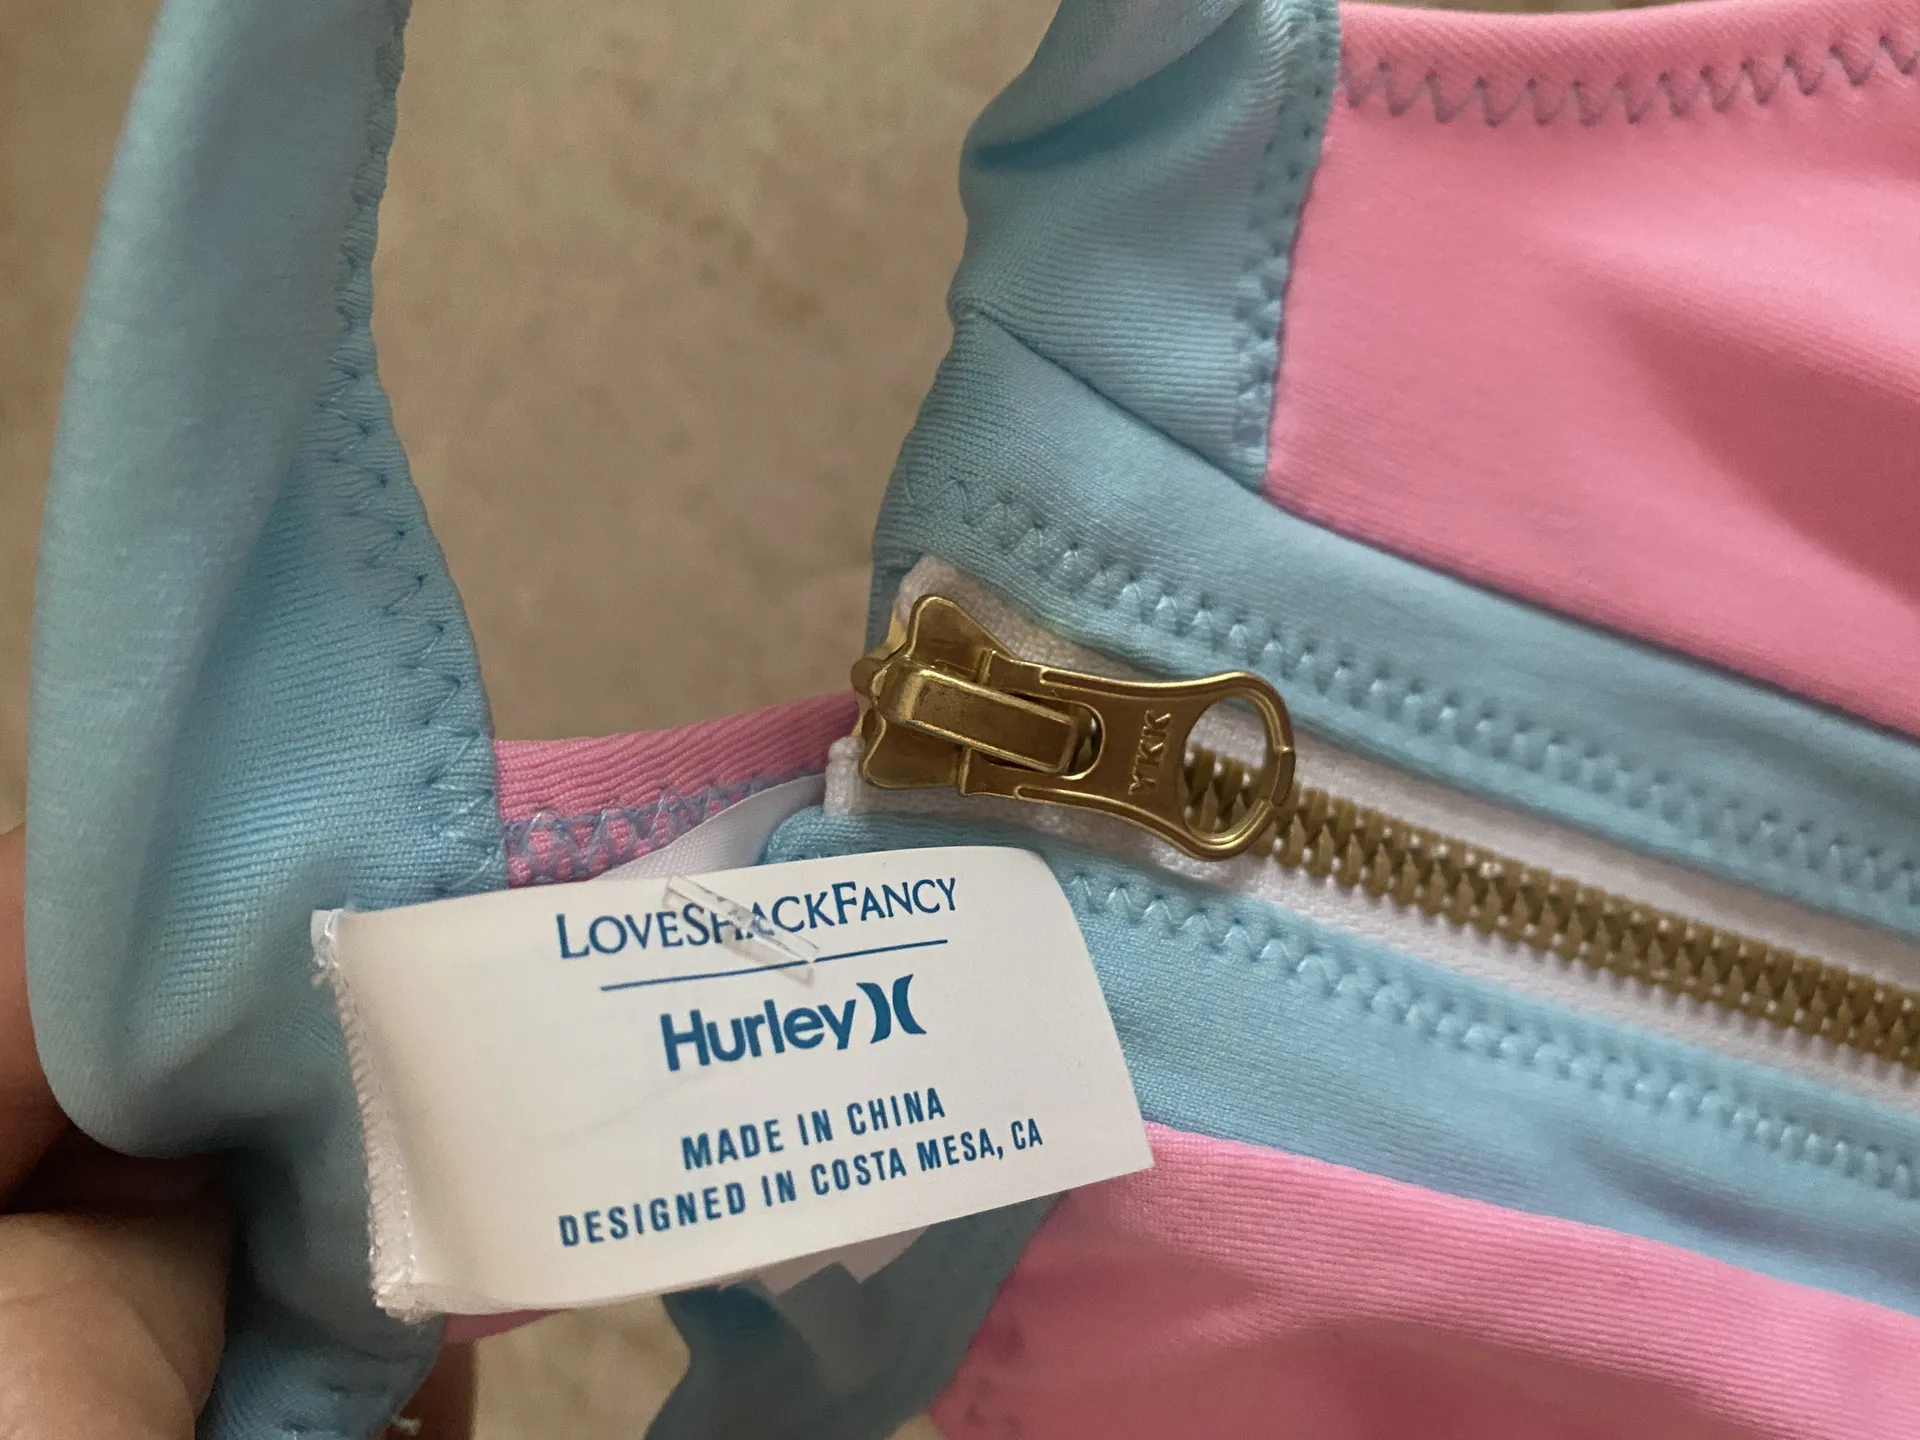 YKK
LOVESHACKFANCY
Hurley
MADE IN CHINA
DESIGNED IN COSTA MESA, CA